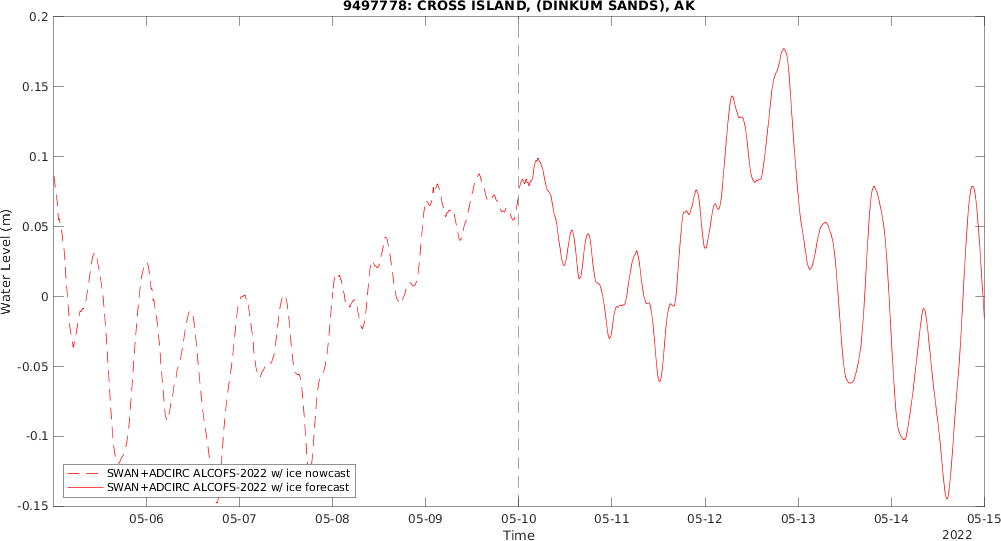 9497778: CROSS ISLAND, (DINKUM SANDS), AK
Water Level (m)
0.2
0.15
0.1
0.05
0
-0.05
-0.1
-0.15
SWAN+ADCIRC ALCOFS-2022 w/ ice nowcast
SWAN+ADCIRC ALCOFS-2022 w/ ice forecast
05-06 05-07 05-08 05-09 05-10 05-11 05-12 05-13 05-14 05-15
Time
2022